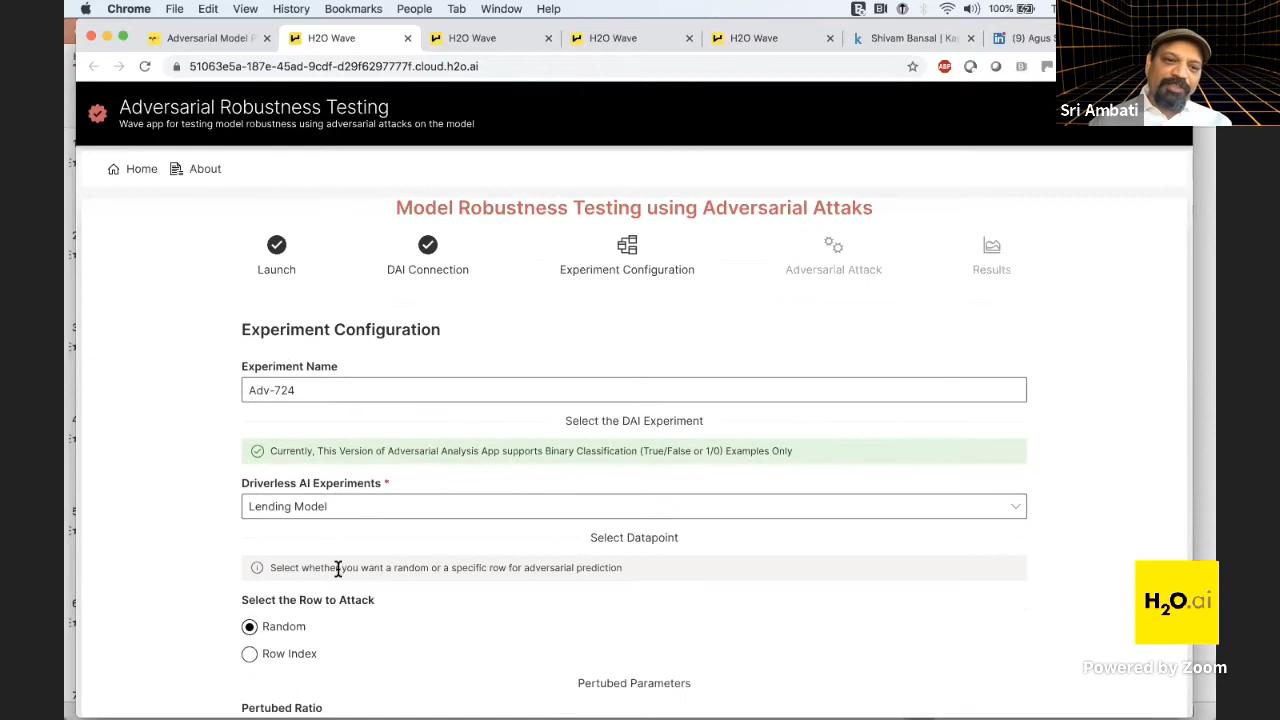 Chrome File Edit View History Bookmarks People Tab Window Help 100%
Adversarial Model P H2O Wave H2O Wave H2O Wave H2O Wave Shivam Bansal | Ka (9) Agus S
51063e5a-187e-45ad-9cdf-d29f6297777f.cloud.h2o.ai
ABP
Sri Ambati
Adversarial Robustness Testing
Wave app for testing model robustness using adversarial attacks on the model
Home About
Model Robustness Testing using Adversarial Attaks
Launch DAI Connection Experiment Configuration Adversarial Attack Results
Experiment Configuration
Experiment Name
Adv-724
Select the DAI Experiment
Currently, This Version of Adversarial Analysis App supports Binary Classification (True/False or 1/0) Examples Only
Driverless AI Experiments *
Lending Model
Select Datapoint
Select whether you want a random or a specific row for adversarial prediction
Select the Row to Attack
Random
Row Index
Pertubed Parameters
Pertubed Ratio
H2O.ai
Powered by Zoom